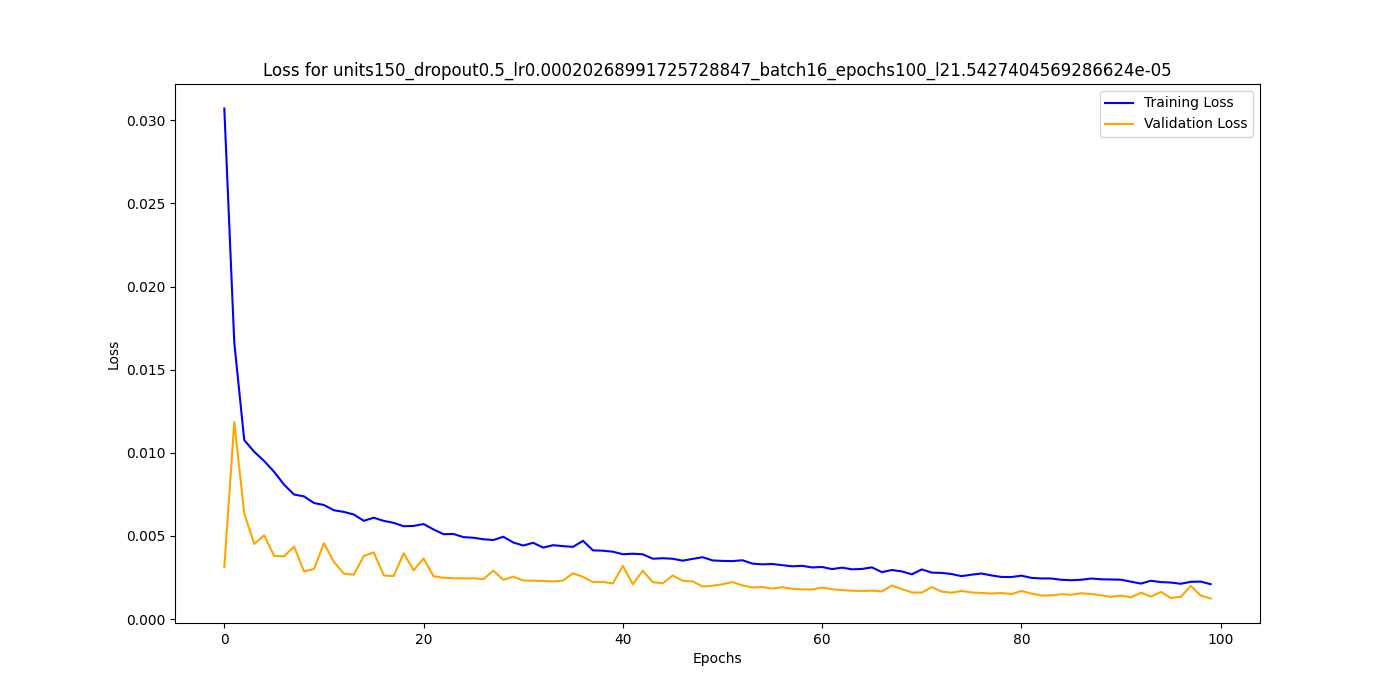 Loss for units150_dropout0.5_lr0.00020268991725728847_batch16_epochs100_l21.5427404569286624e-05
Training Loss
Validation Loss
0.030
0.025
0.020
0.015
0.010
0.005
0.000
Loss
0 20 40 60 80 100
Epochs